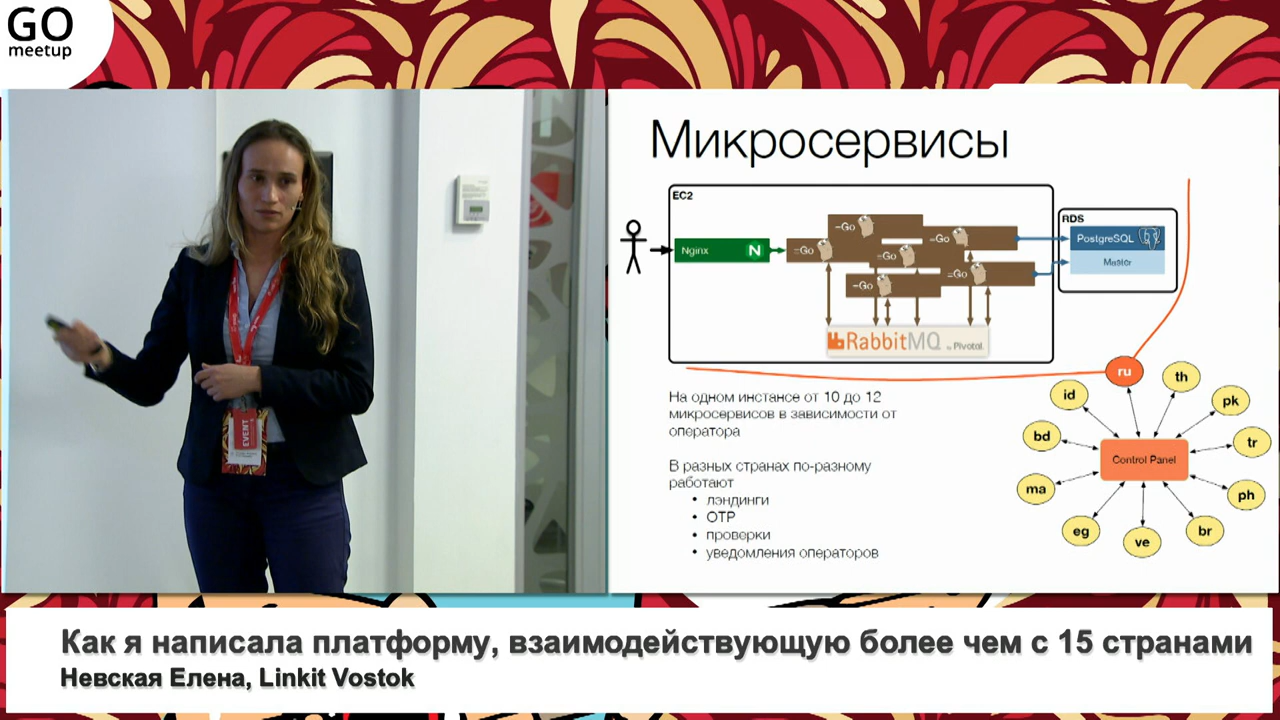 GO
meetup
Микросервисы
EC2
RDS
Nginx
N
=Go
=Go
=Go
=Go
=Go
=Go
PostgreSQL
Master
RabbitMQ
by Pivotal.
На одном инстансе от 10 до 12
микросервисов в зависимости от
оператора
В разных странах по-разному
работают
• лэндинги
• OTP
• проверки
• уведомления операторов
ru
th
id
pk
bd
tr
Control Panel
ma
ph
eg
ve
br
EVENT
Как я написала платформу, взаимодействующую более чем с 15 странами
Невская Елена, Linkit Vostok